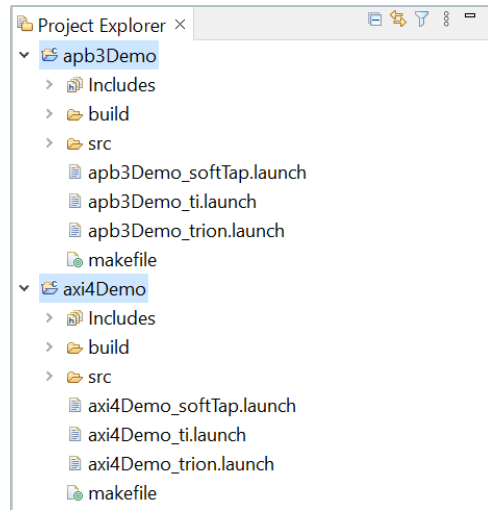 Project Explorer ×
apb3Demo
Includes
build
src
apb3Demo_softTap.launch
apb3Demo_ti.launch
apb3Demo_trion.launch
makefile
axi4Demo
Includes
build
src
axi4Demo_softTap.launch
axi4Demo_ti.launch
axi4Demo_trion.launch
makefile